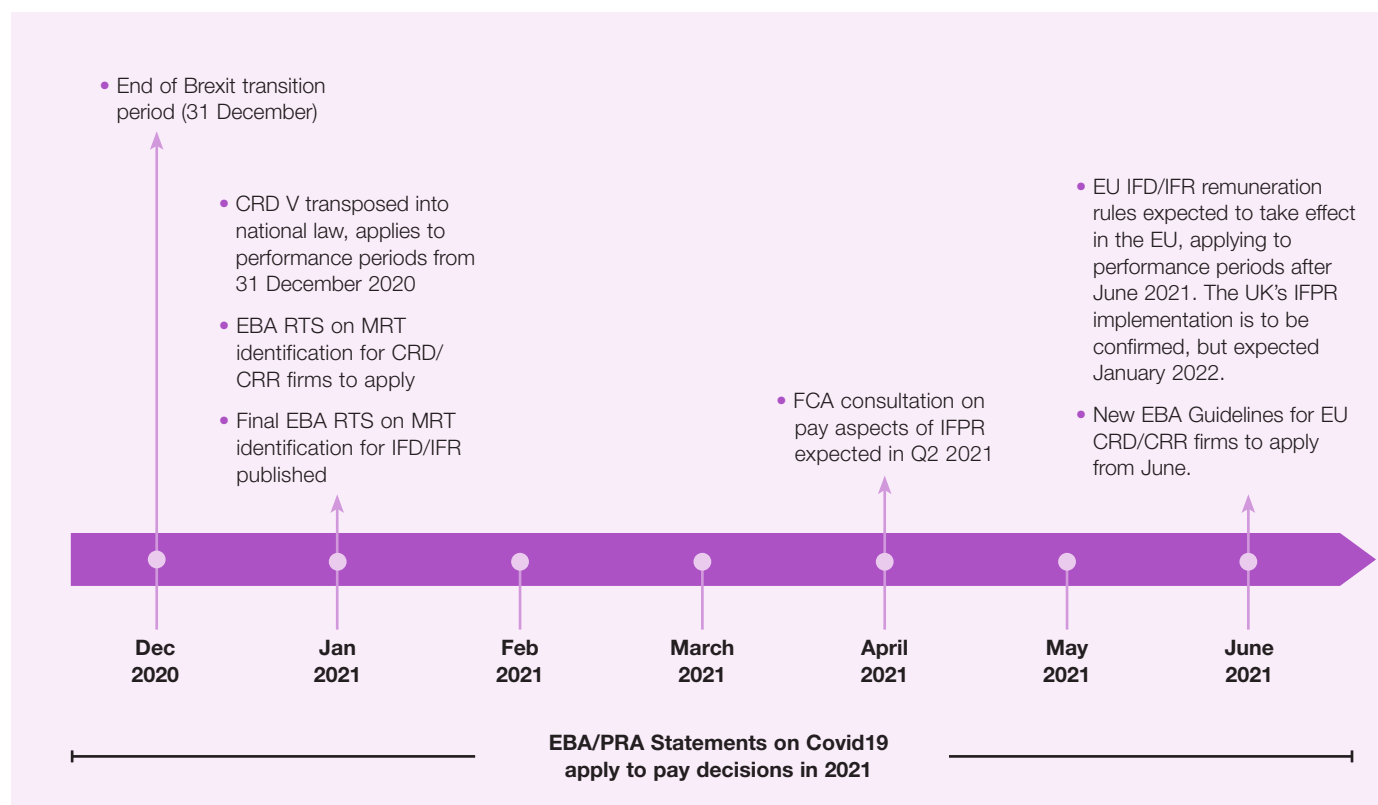 • End of Brexit transition
period (31 December)
• CRD V transposed into
national law, applies to
performance periods from
31 December 2020
• EBA RTS on MRT
identification for CRD/
CRR firms to apply
• Final EBA RTS on MRT
identification for IFD/IFR
published
• FCA consultation on
pay aspects of IFPR
expected in Q2 2021
• EU IFD/IFR remuneration
rules expected to take effect
in the EU, applying to
performance periods after
June 2021. The UK’s IFPR
implementation is to be
confirmed, but expected
January 2022.
• New EBA Guidelines for EU
CRD/CRR firms to apply
from June.
Dec
2020
Jan
2021
Feb
2021
March
2021
April
2021
May
2021
June
2021
EBA/PRA Statements on Covid19
apply to pay decisions in 2021